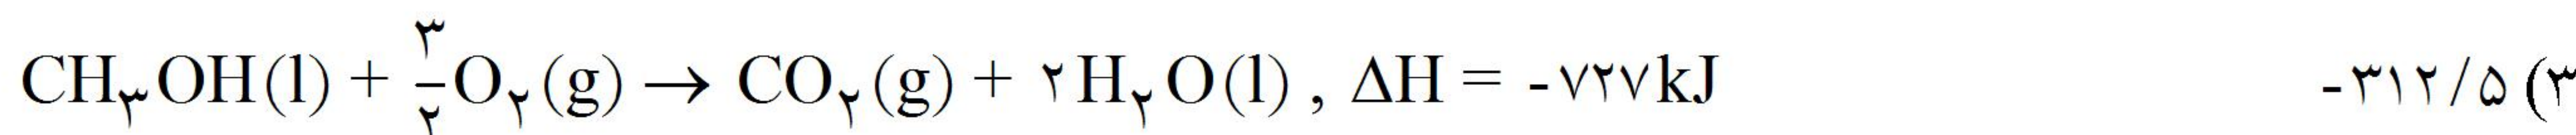 CH۳OH(l) + ۳/۲O۲(g) → CO۲(g) + ۲H۲O(l) , ΔH = -۷۲۷kJ
۳) -۳۱۲/۵